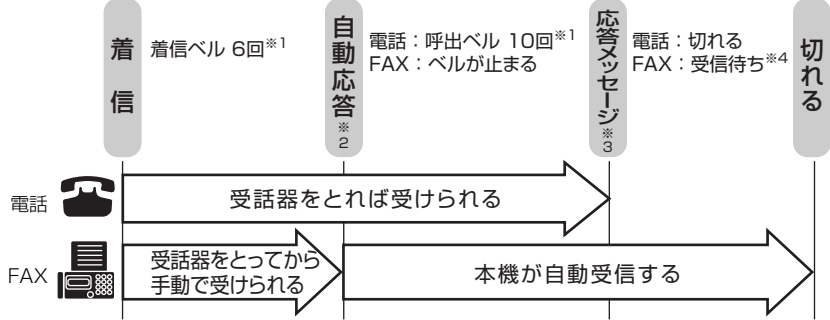 着信
着信ベル 6回※1
自動応答※2
電話：呼出ベル 10回※1
FAX：ベルが止まる
応答メッセージ※3
電話：切れる
FAX：受信待ち※4
切れる
電話
受話器をとれば受けられる
FAX
受話器をとってから
手動で受けられる
本機が自動受信する